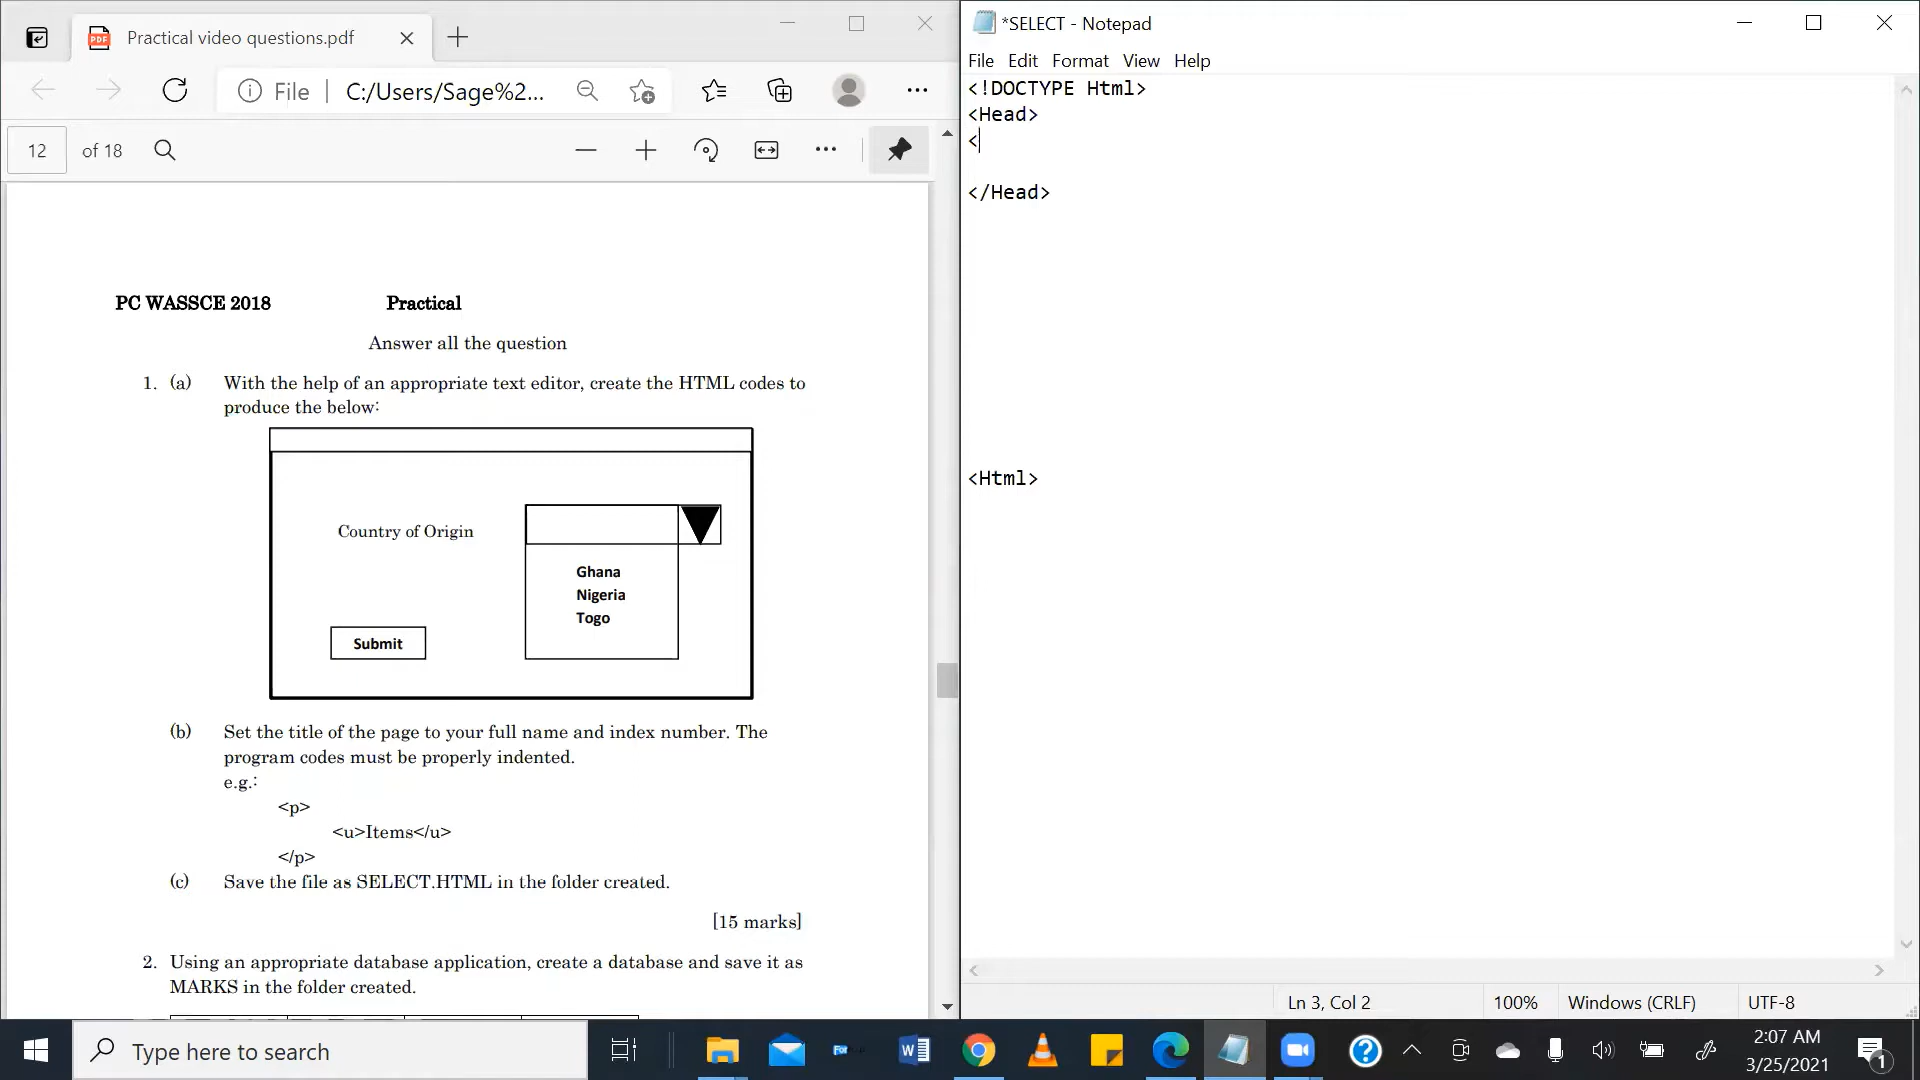 Practical video questions.pdf
File
C:/Users/Sage%2...
12
of 18
PC WASSCE 2018 Practical
Answer all the question
1. (a) With the help of an appropriate text editor, create the HTML codes to
produce the below:
Country of Origin
Ghana
Nigeria
Togo
Submit
(b) Set the title of the page to your full name and index number. The
program codes must be properly indented.
e.g.:
<p>
<u>Items</u>
</p>
(c) Save the file as SELECT.HTML in the folder created.
[15 marks]
2. Using an appropriate database application, create a database and save it as
MARKS in the folder created.
*SELECT - Notepad
File Edit Format View Help
<!DOCTYPE Html>
<Head>
<
</Head>
<Html>
Ln 3, Col 2
100%
Windows (CRLF)
UTF-8
Type here to search
2:07 AM
3/25/2021
1